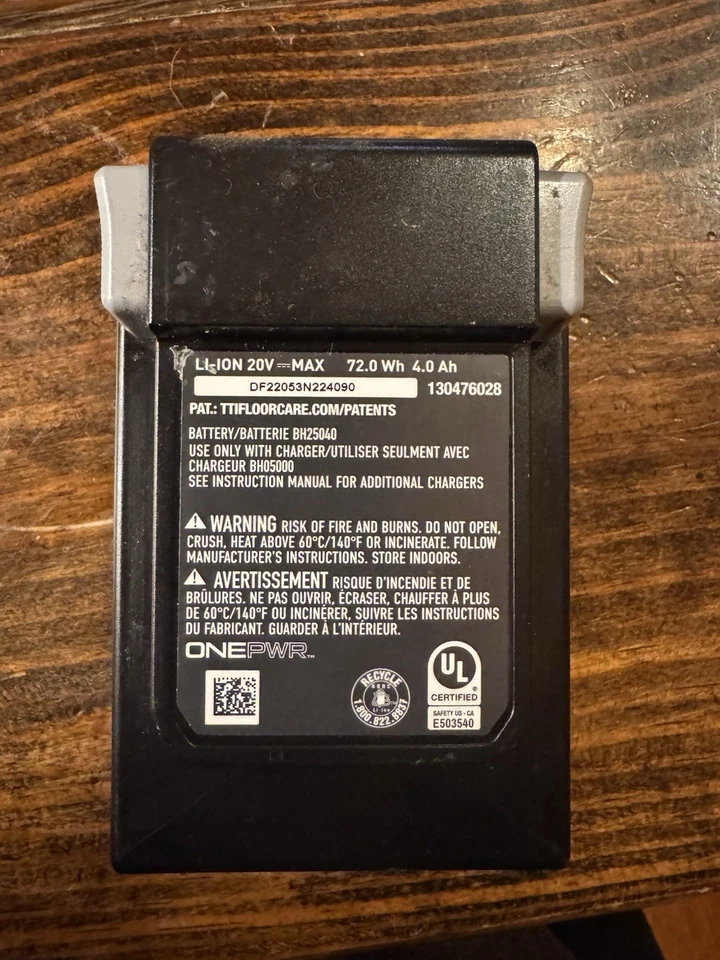 LI-ION 20V ⎓MAX 72.0 Wh 4.0 Ah
DF22053N224090 130476028
PAT.: TTIFLOORCARE.COM/PATENTS
BATTERY/BATTERIE BH25040
USE ONLY WITH CHARGER/UTILISER SEULMENT AVEC
CHARGEUR BH05000
SEE INSTRUCTION MANUAL FOR ADDITIONAL CHARGERS
⚠ WARNING RISK OF FIRE AND BURNS. DO NOT OPEN,
CRUSH, HEAT ABOVE 60°C/140°F OR INCINERATE. FOLLOW
MANUFACTURER'S INSTRUCTIONS. STORE INDOORS.
⚠ AVERTISSEMENT RISQUE D'INCENDIE ET DE
BRÛLURES. NE PAS OUVRIR, ÉCRASER, CHAUFFER À PLUS
DE 60°C/140°F OU INCINÉRER, SUIVRE LES INSTRUCTIONS
DU FABRICANT. GUARDER À L'INTÉRIEUR.
ONEPWR™
RECYCLE
RBRC
Li-ion
1.800.822.8837
UL®
CERTIFIED
SAFETY US - CA
E503540